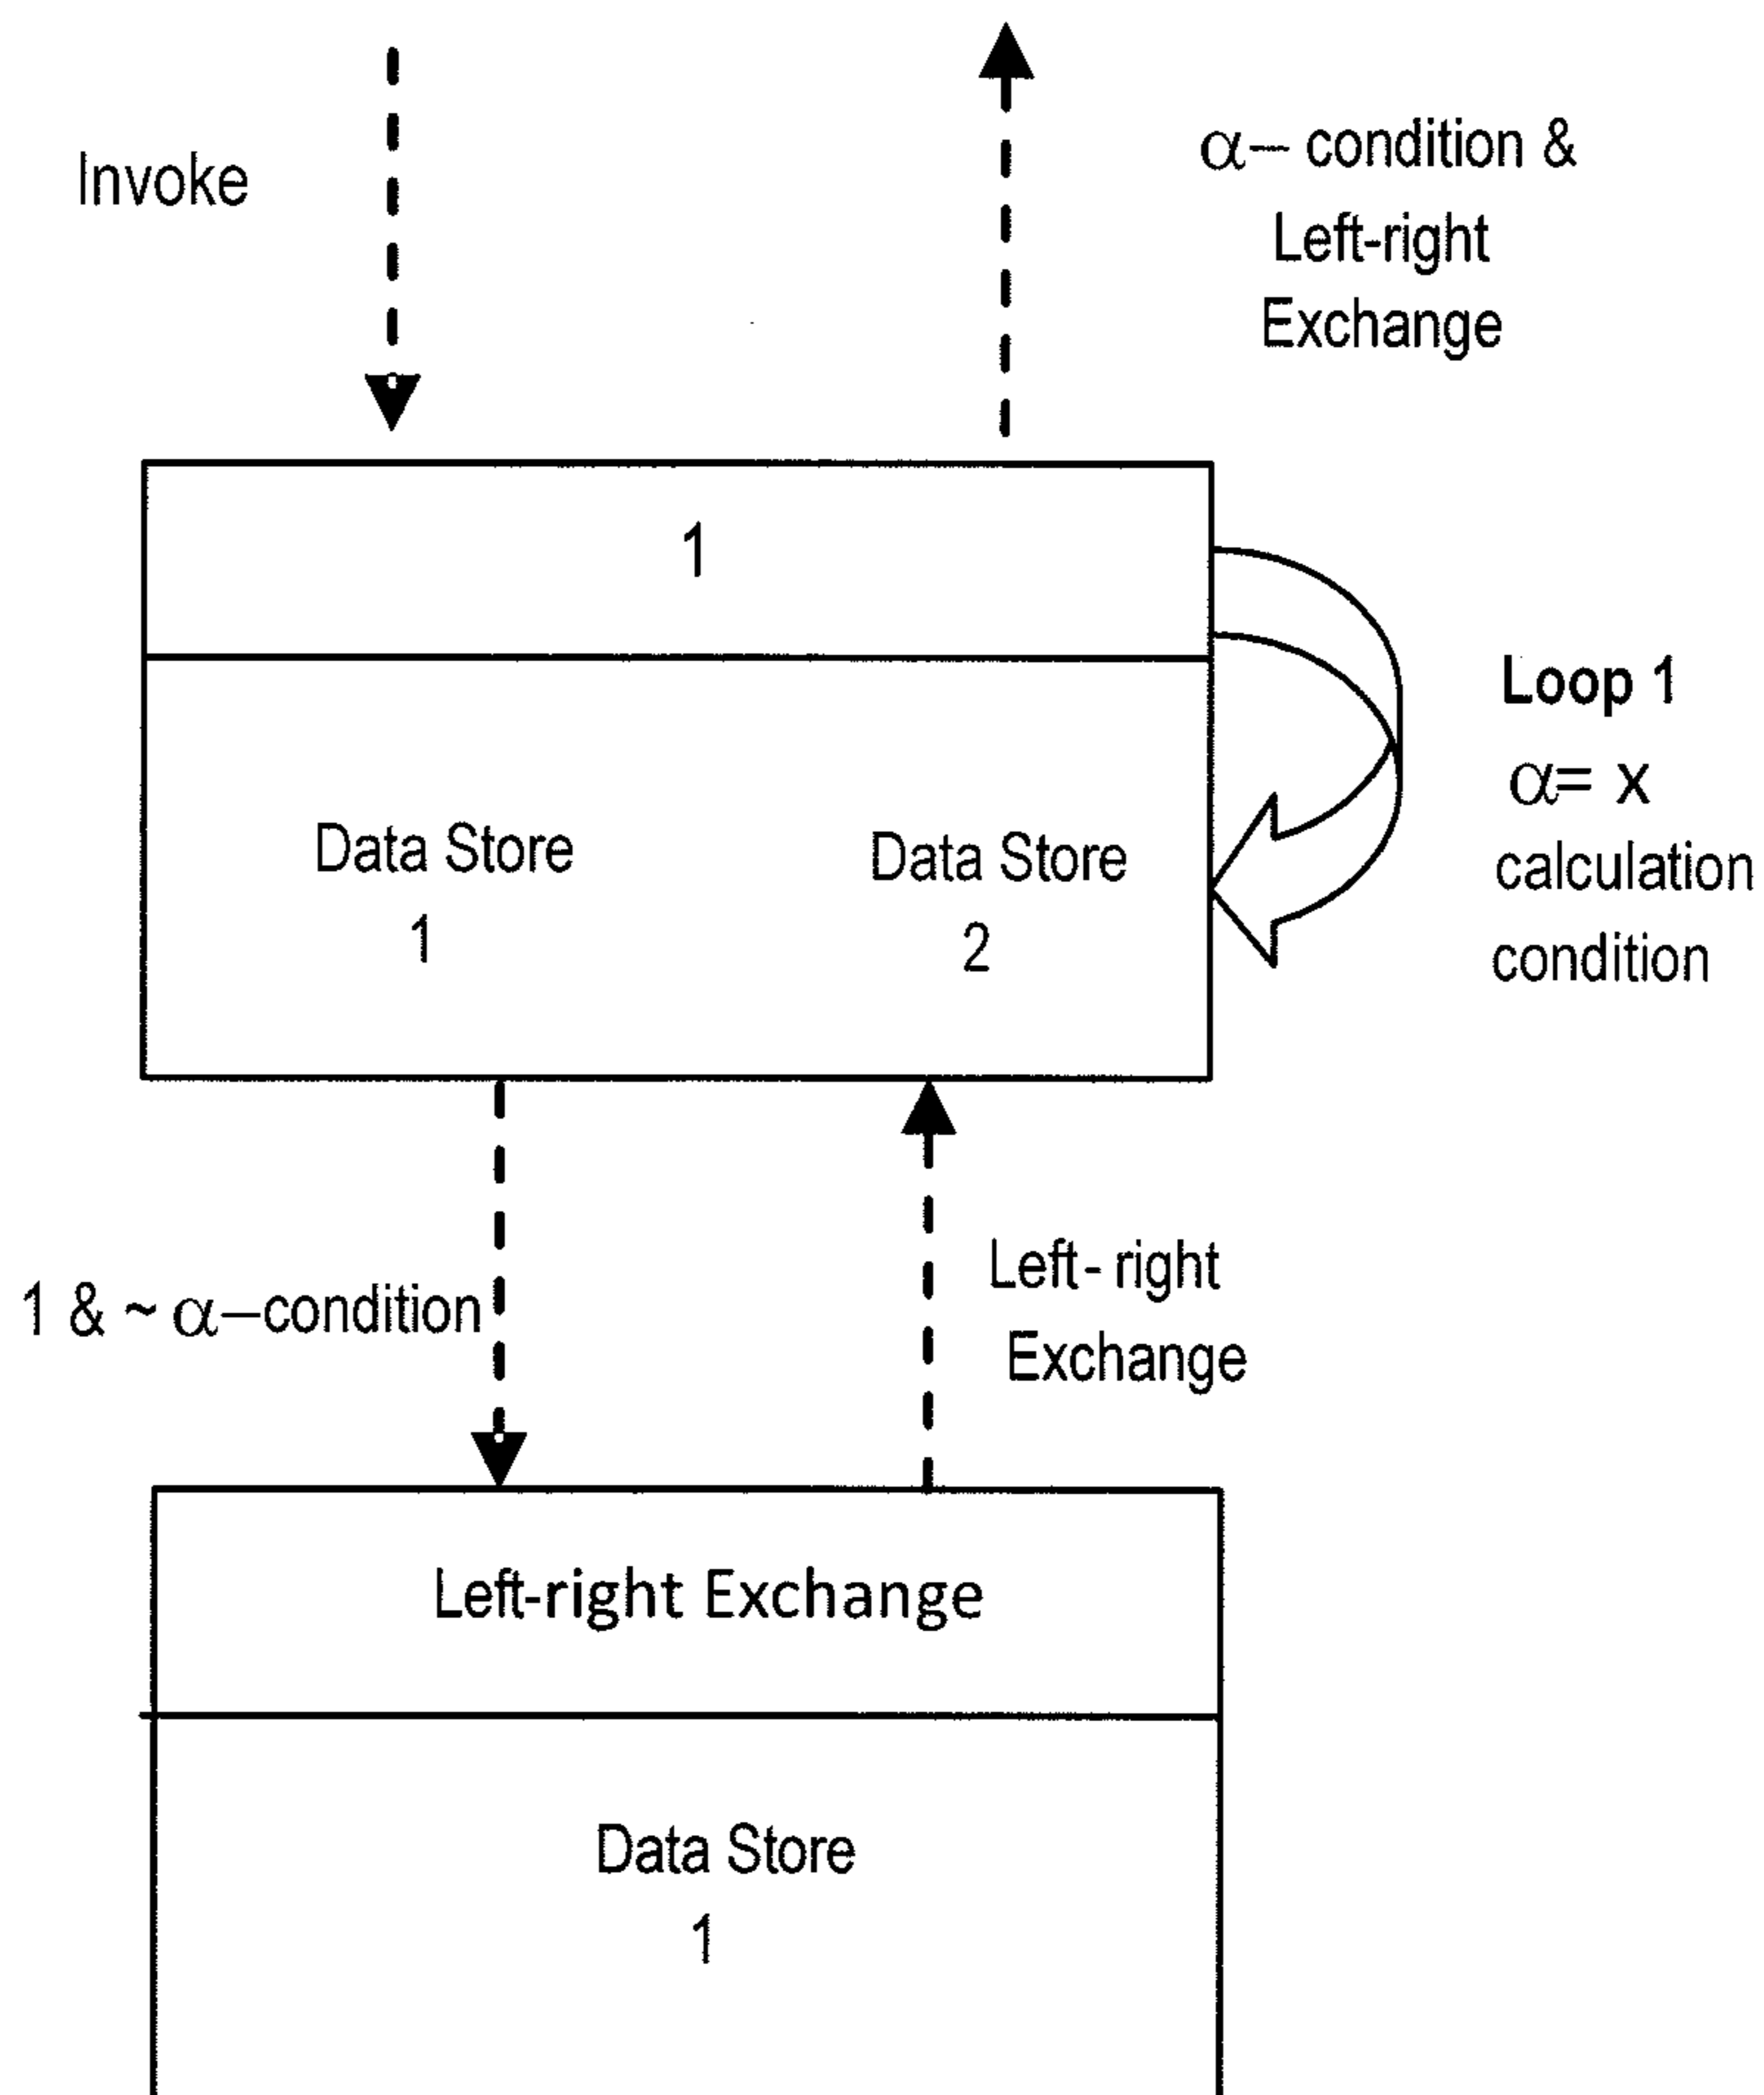 Invoke
α– condition &
Left-right
Exchange
1
Data Store
1
Data Store
2
Loop 1
α= x
calculation
condition
1 & ~ α–condition
Left- right
Exchange
Left-right Exchange
Data Store
1